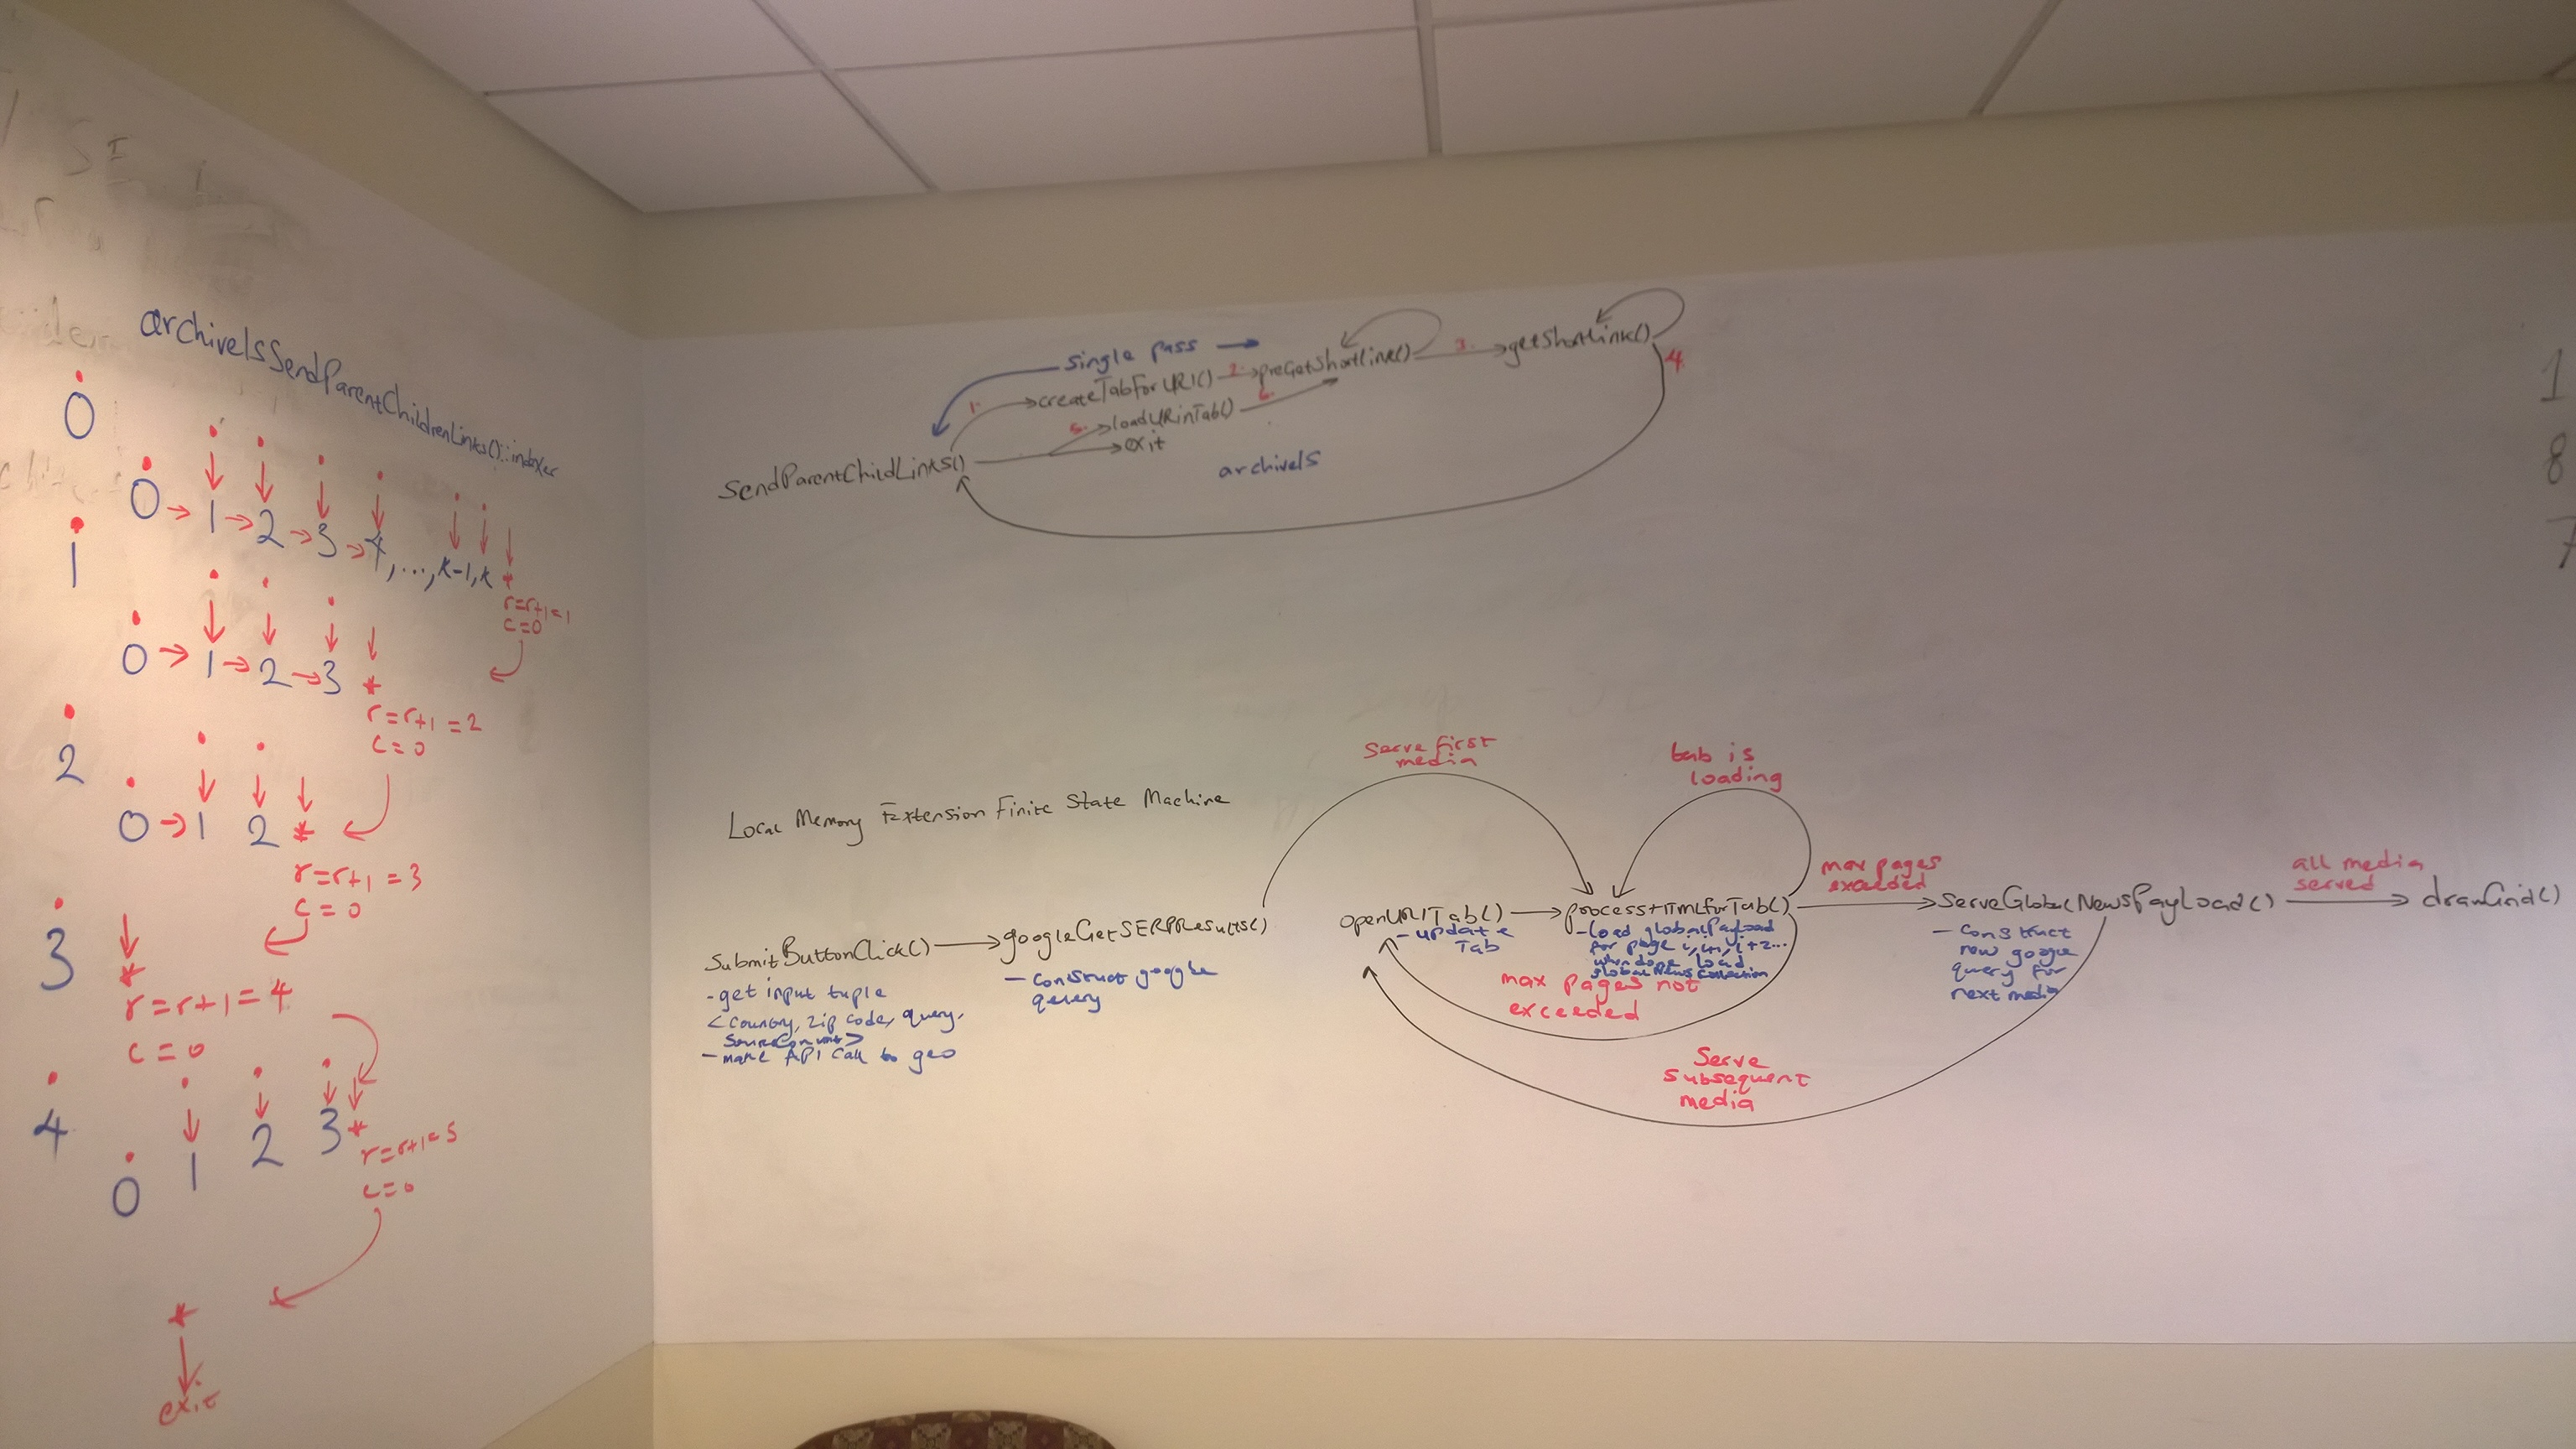 archiveIsSendParentChildrenLinks()::indexer
0
0 → 1 → 2 → 3 → 4, ..., k-1, k *
r=r+1=1
c=0
1
0 → 1 → 2 → 3 *
r=r+1=2
c=0
2
0 → 1 2 *
r=r+1=3
c=0
3
*
r=r+1=4
c=0
4
0 1 2 3 *
r=r+1=5
c=0
*
exit
single pass →
1. createTabForURI() 2. preGetShortlink() 3. getShortlink() 4.
5. loadURIinTab() 6.
exit
sendParentChildLinks()
archiveIs
1
8
7
Local Memory Extension Finite State Machine
serve first
media
tab is
loading
max pages
exceeded
all media
served
SubmitButtonClick()
-get input tuple
<country, zip code, query,
- make API call to geo
googleGetSERPResults()
- construct google
query
openURITab()
- update
Tab
processHTMLforTab()
-load globalPayload
for page i, i+1, i+2...
when done, load
globalNewsCollection
max pages not
exceeded
serveGlobalNewsPayLoad()
- construct
new google
query for
next media
drawGrid()
Serve
subsequent
media